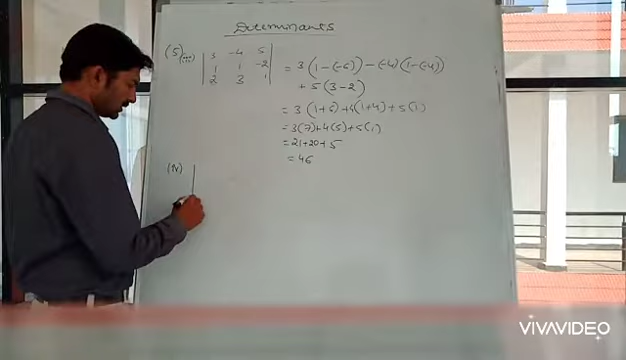 Determinants
(5) (iii) | 3 -4 5 | = 3(1-(-6)) -(-4)(1-(-4))
| 1 1 -2 | + 5(3-2)
| 2 3 1 |
= 3(1+6)+4(1+4)+5(1)
= 3(7)+4(5)+5(1)
= 21+20+5
= 46
(iv) |
VIVAVIDEO